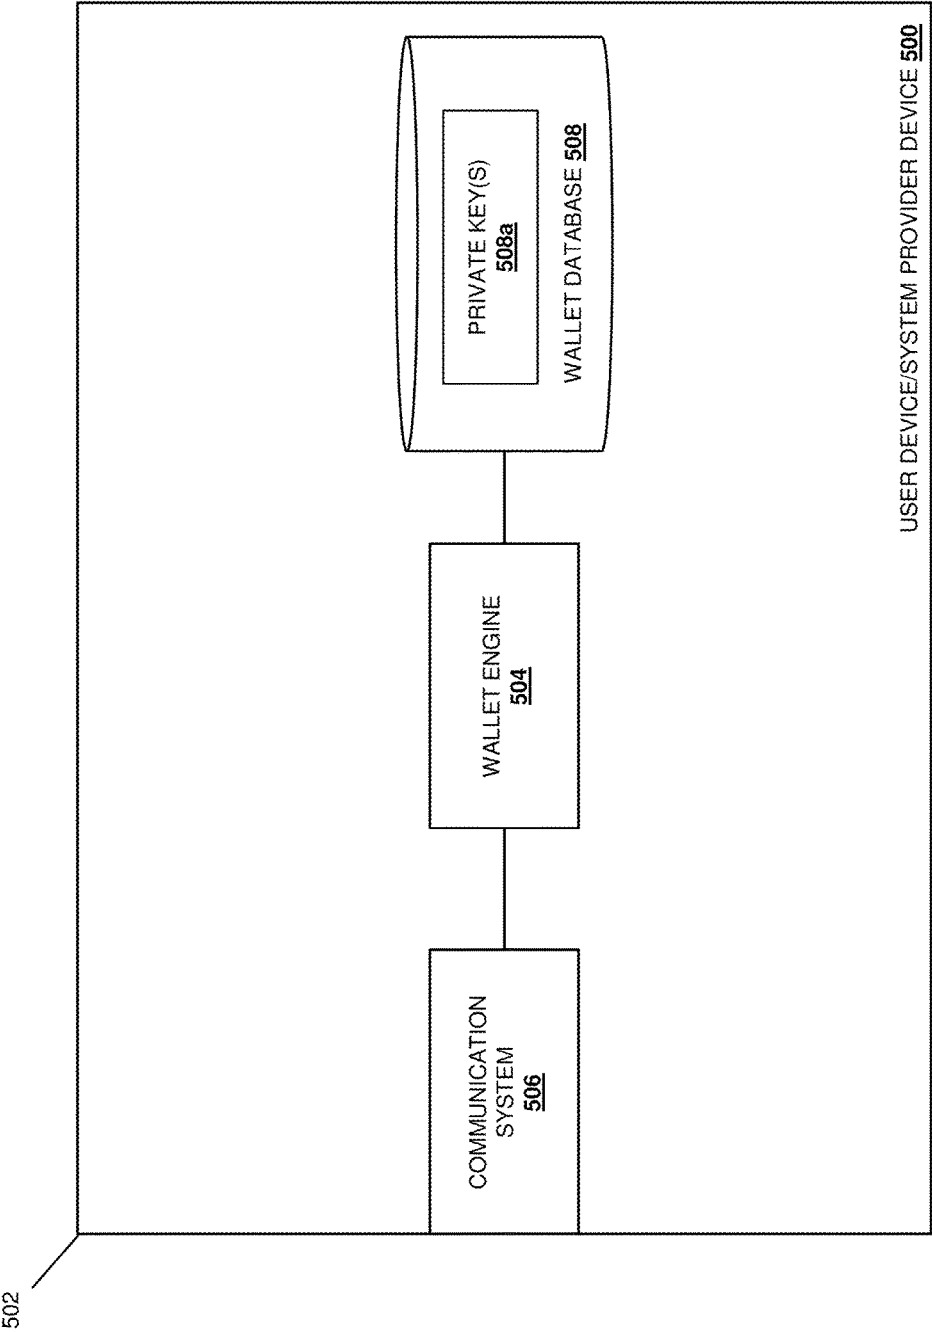 502
COMMUNICATION
SYSTEM
506
WALLET ENGINE
504
PRIVATE KEY(S)
508a
WALLET DATABASE 508
USER DEVICE/SYSTEM PROVIDER DEVICE 500